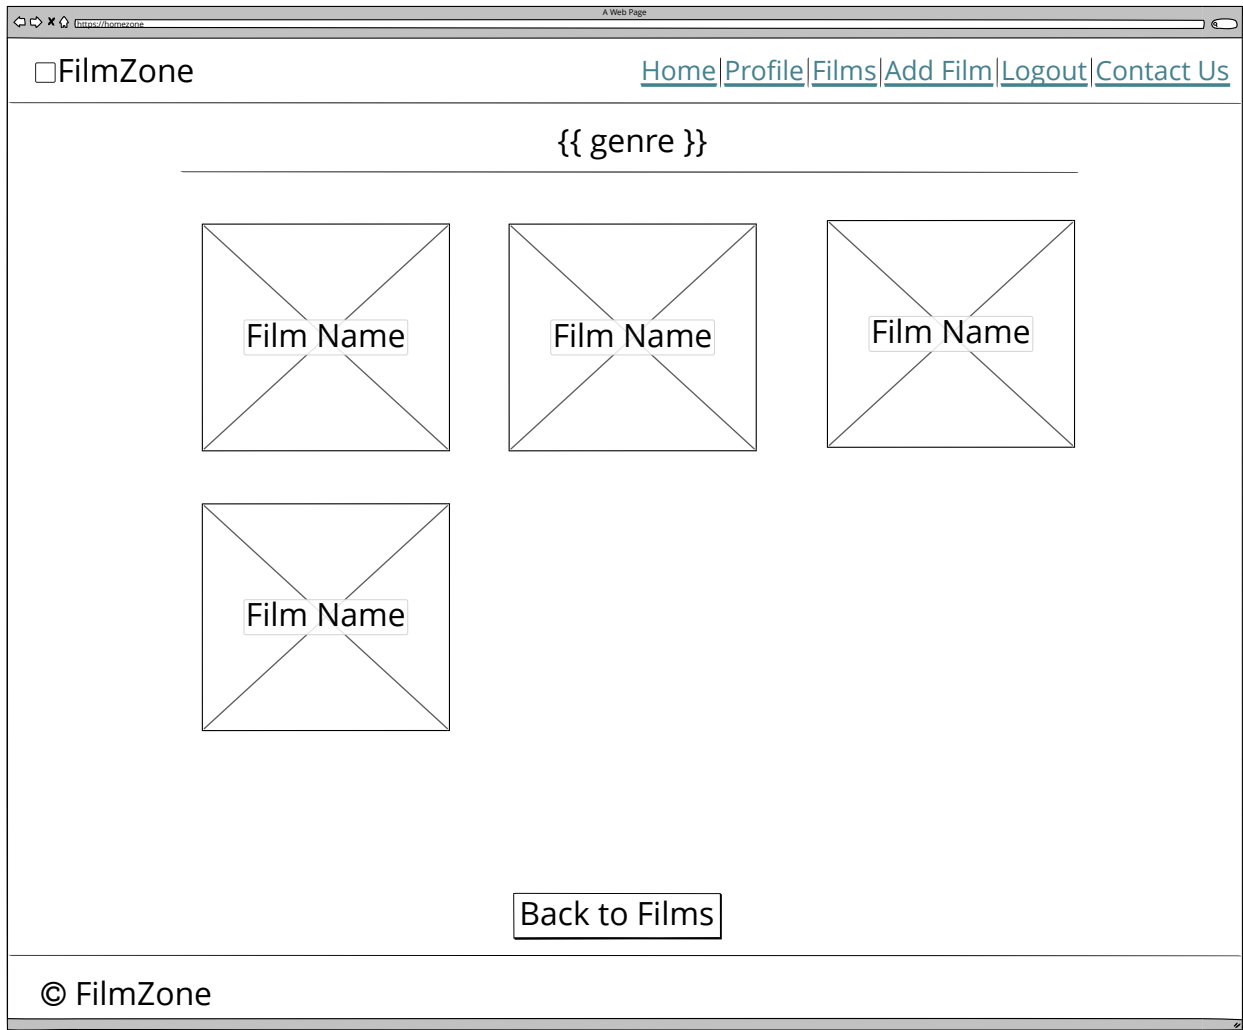 A Web Page
https://homezone
FilmZone
Home|Profile|Films|Add Film|Logout|Contact Us
{{ genre }}
Film Name
Film Name
Film Name
Film Name
Back to Films
© FilmZone